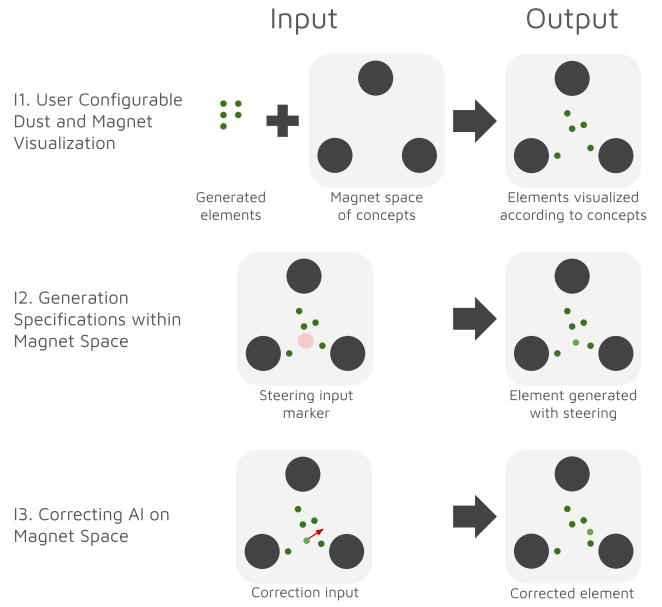 Input
Output
I1. User Configurable
Dust and Magnet
Visualization
Generated
elements
Magnet space
of concepts
Elements visualized
according to concepts
I2. Generation
Specifications within
Magnet Space
Steering input
marker
Element generated
with steering
I3. Correcting AI on
Magnet Space
Correction input
Corrected element